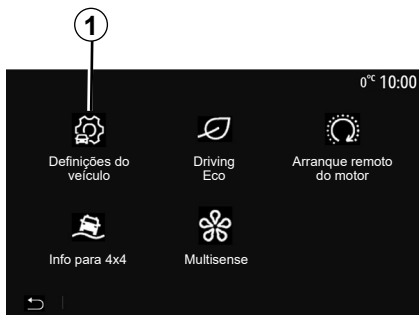 1
0°C 10:00
Definições do
veículo
Driving
Eco
Arranque remoto
do motor
Info para 4x4
Multisense